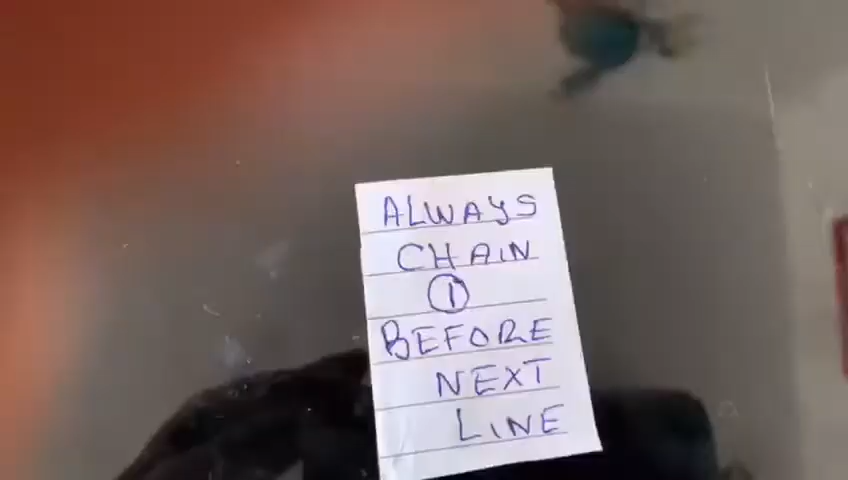 ALWAYS
CHAIN
①
BEFORE
NEXT
LINE